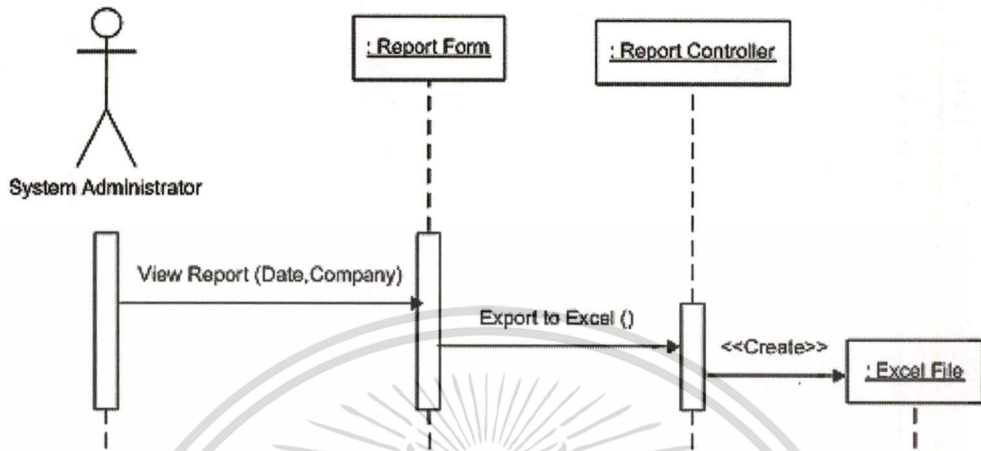 : Report Form
: Report Controller
System Administrator
View Report (Date,Company)
Export to Excel ()
<<Create>>
: Excel File